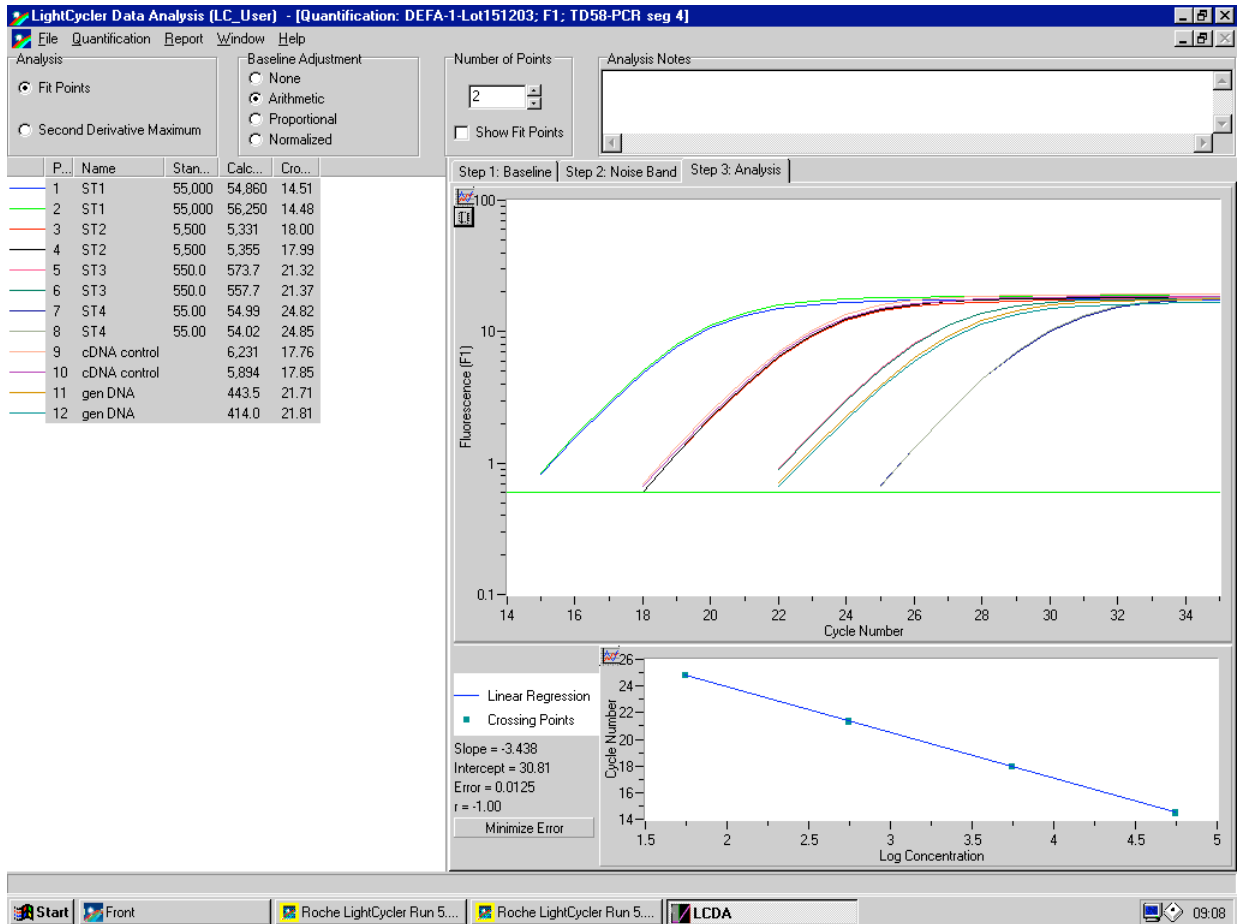 LightCycler Data Analysis (LC_User) - [Quantification: DEFA-1-Lot151203; F1; TD58-PCR seg 4]
File Quantification Report Window Help
Analysis
Fit Points
Second Derivative Maximum
Baseline Adjustment
None
Arithmetic
Proportional
Normalized
Number of Points
2
Show Fit Points
Analysis Notes
P... Name Stan... Calc... Cro...
1 ST1 55,000 54,860 14.51
2 ST1 55,000 56,250 14.48
3 ST2 5,500 5,331 18.00
4 ST2 5,500 5,355 17.99
5 ST3 550.0 573.7 21.32
6 ST3 550.0 557.7 21.37
7 ST4 55.00 54.99 24.82
8 ST4 55.00 54.02 24.85
9 cDNA control 6,231 17.76
10 cDNA control 5,894 17.85
11 gen DNA 443.5 21.71
12 gen DNA 414.0 21.81
Step 1: Baseline Step 2: Noise Band Step 3: Analysis
100
10
1
0.1
Fluorescence (F1)
14 16 18 20 22 24 26 28 30 32 34
Cycle Number
Linear Regression
Crossing Points
Slope = -3.438
Intercept = 30.81
Error = 0.0125
r = -1.00
Minimize Error
26
24
22
20
18
16
14
Cycle Number
1.5 2 2.5 3 3.5 4 4.5 5
Log Concentration
Start Front Roche LightCycler Run 5.... Roche LightCycler Run 5.... LCDA 09:08